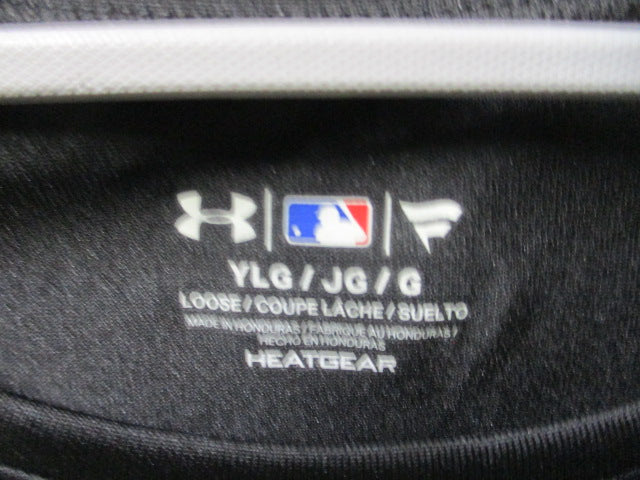 YLG / JG / G
LOOSE / COUPE LÂCHE / SUELTO
MADE IN HONDURAS / FABRIQUÉ AU HONDURAS /
HECHO EN HONDURAS
HEATGEAR